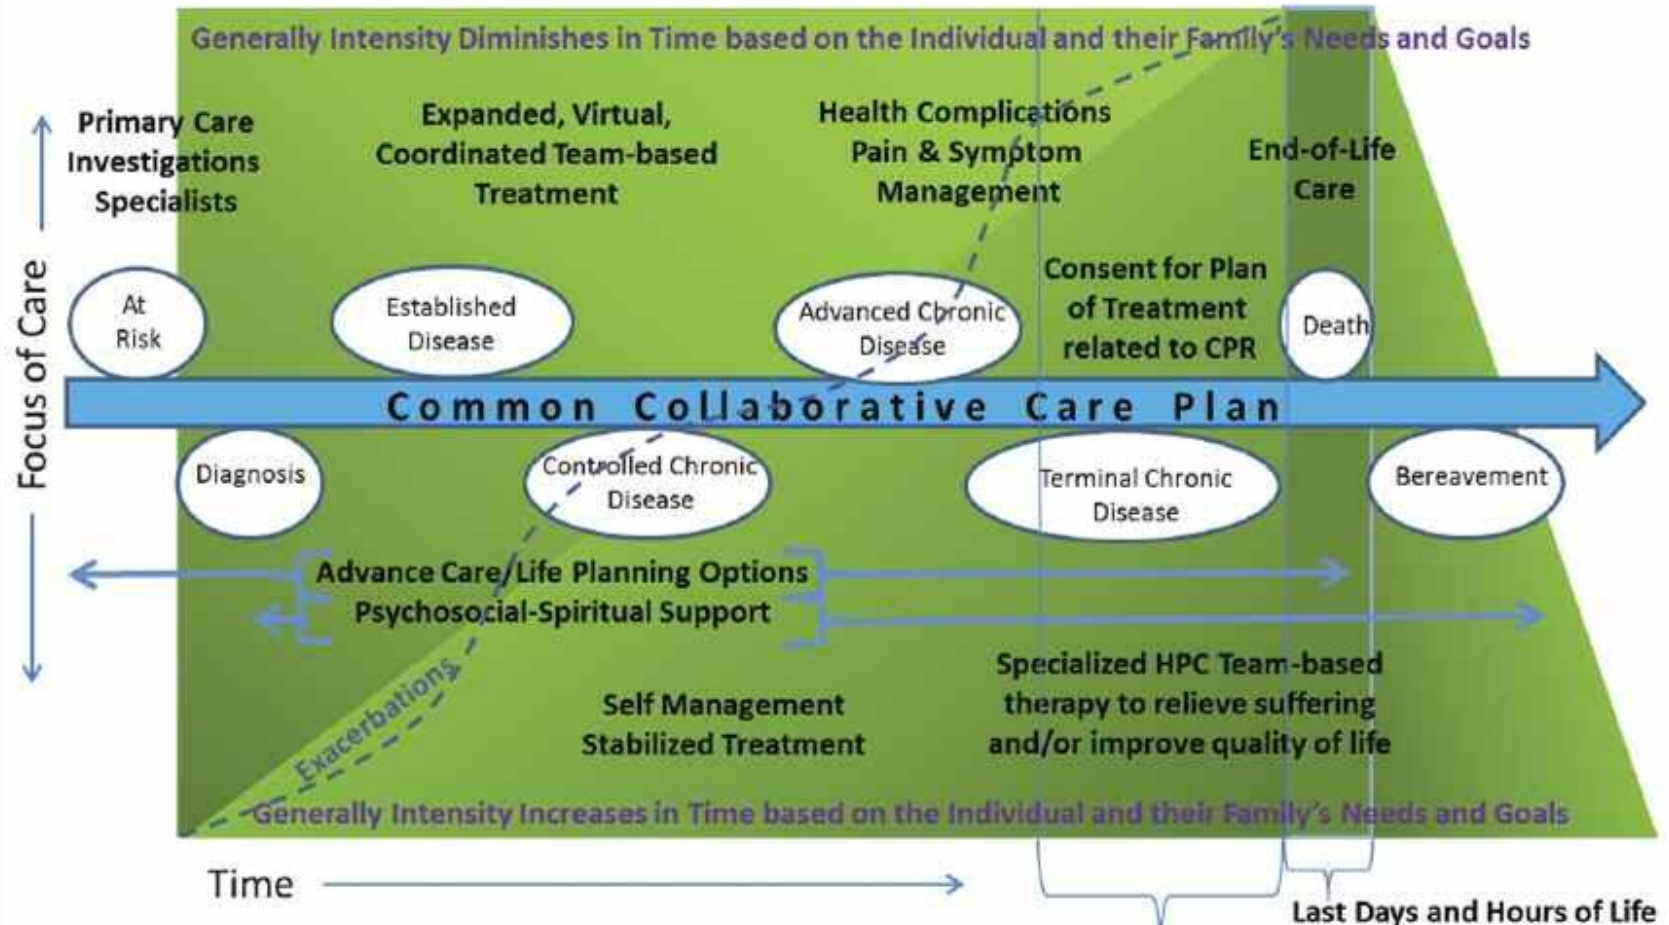 Generally Intensity Diminishes in Time based on the Individual and their Family's Needs and Goals
Primary Care
Investigations
Specialists
Expanded, Virtual,
Coordinated Team-based
Treatment
Health Complications
Pain & Symptom
Management
End-of-Life
Care
Focus of Care
At
Risk
Established
Disease
Advanced Chronic
Disease
Consent for Plan
of Treatment
related to CPR
Death
Common Collaborative Care Plan
Diagnosis
Controlled Chronic
Disease
Terminal Chronic
Disease
Bereavement
Advance Care/Life Planning Options
Psychosocial-Spiritual Support
Exacerbations
Self Management
Stabilized Treatment
Specialized HPC Team-based
therapy to relieve suffering
and/or improve quality of life
Generally Intensity Increases in Time based on the Individual and their Family's Needs and Goals
Time
Last Days and Hours of Life